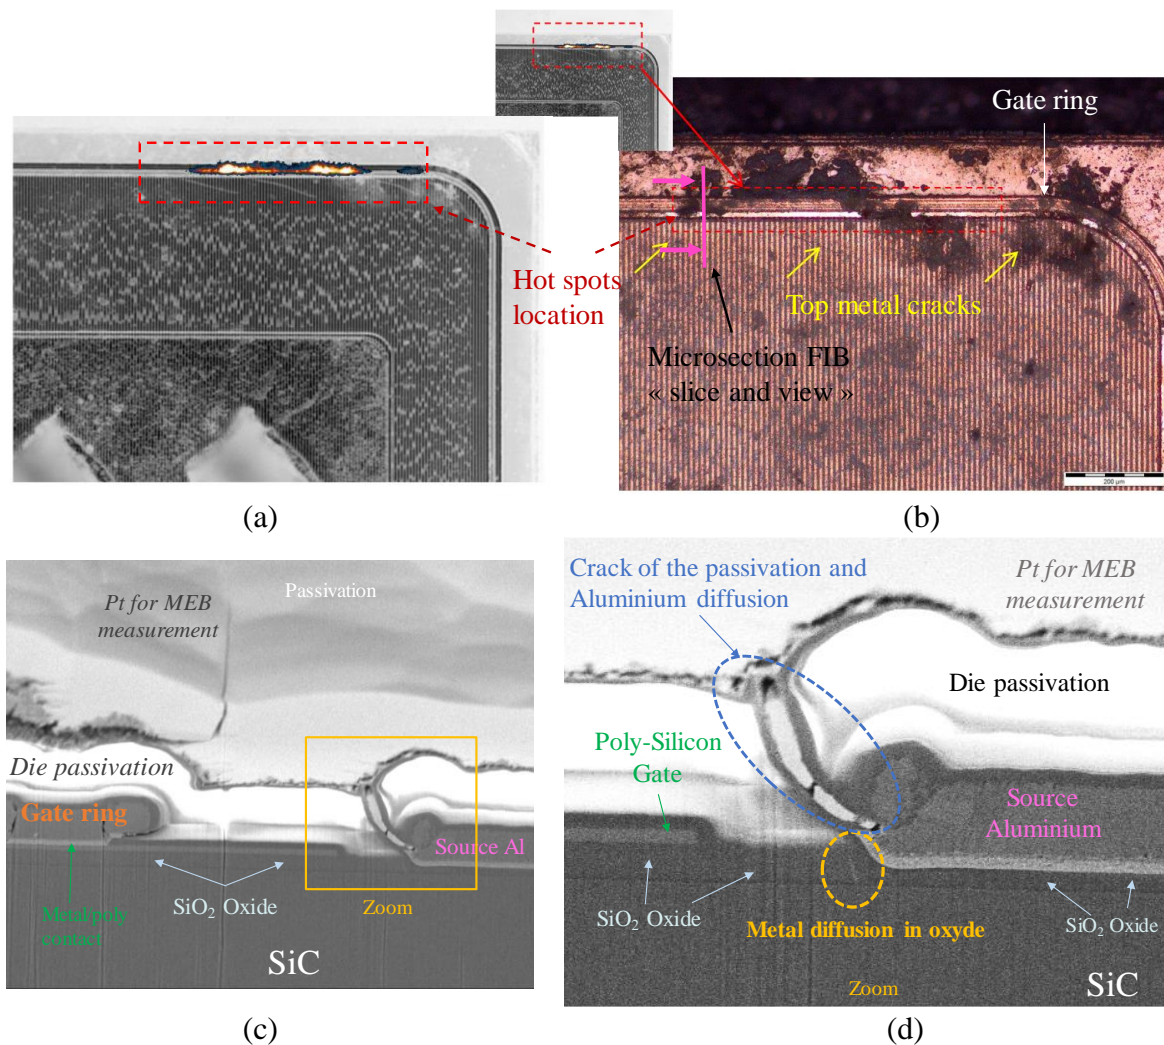 Gate ring
Hot spots
location
Top metal cracks
Microsection FIB
« slice and view »
200 µm
(a)
(b)
Pt for MEB
measurement
Passivation
Die passivation
Gate ring
Source Al
SiO2 Oxide
Metal/poly
contact
Zoom
SiC
(c)
Crack of the passivation and
Aluminium diffusion
Pt for MEB
measurement
Die passivation
Poly-Silicon
Gate
Source
Aluminium
SiO2 Oxide
Metal diffusion in oxyde
SiO2 Oxide
Zoom
SiC
(d)